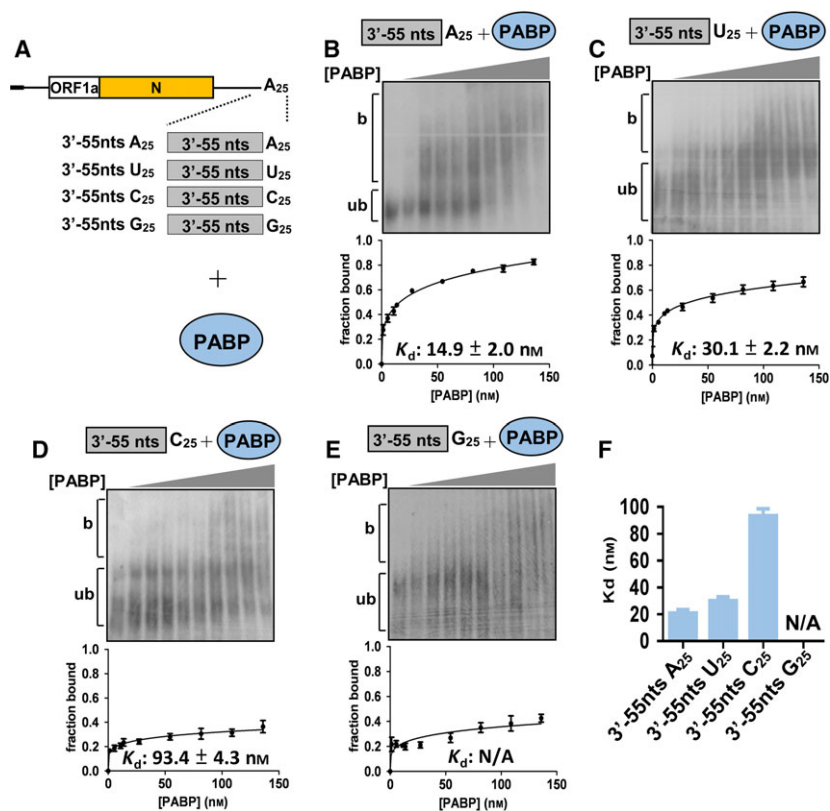 A
ORF1a N A25
3'-55nts A25 3'-55 nts A25
3'-55nts U25 3'-55 nts U25
3'-55nts C25 3'-55 nts C25
3'-55nts G25 3'-55 nts G25
+
PABP
B
3'-55 nts A25 + PABP
[PABP]
b
ub
fraction bound
1.0
0.8
0.6
0.4
0.2
0.0
Kd: 14.9 ± 2.0 nM
0 50 100 150
[PABP] (nM)
C
3'-55 nts U25 + PABP
[PABP]
b
ub
fraction bound
1.0
0.8
0.6
0.4
0.2
0.0
Kd: 30.1 ± 2.2 nM
0 50 100 150
[PABP] (nM)
D
3'-55 nts C25 + PABP
[PABP]
b
ub
fraction bound
1.0
0.8
0.6
0.4
0.2
0.0
Kd: 93.4 ± 4.3 nM
0 50 100 150
[PABP] (nM)
E
3'-55 nts G25 + PABP
[PABP]
b
ub
fraction bound
1.0
0.8
0.6
0.4
0.2
0.0
Kd: N/A
0 50 100 150
[PABP] (nM)
F
Kd (nM)
100
80
60
40
20
0
N/A
3'-55nts A25
3'-55nts U25
3'-55nts C25
3'-55nts G25